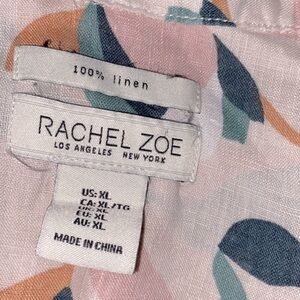 100% linen
RACHEL ZOE
LOS ANGELES NEW YORK
US: XL
CA: XL/TG
UK: XL
EU: XL
AU: XL
MADE IN CHINA